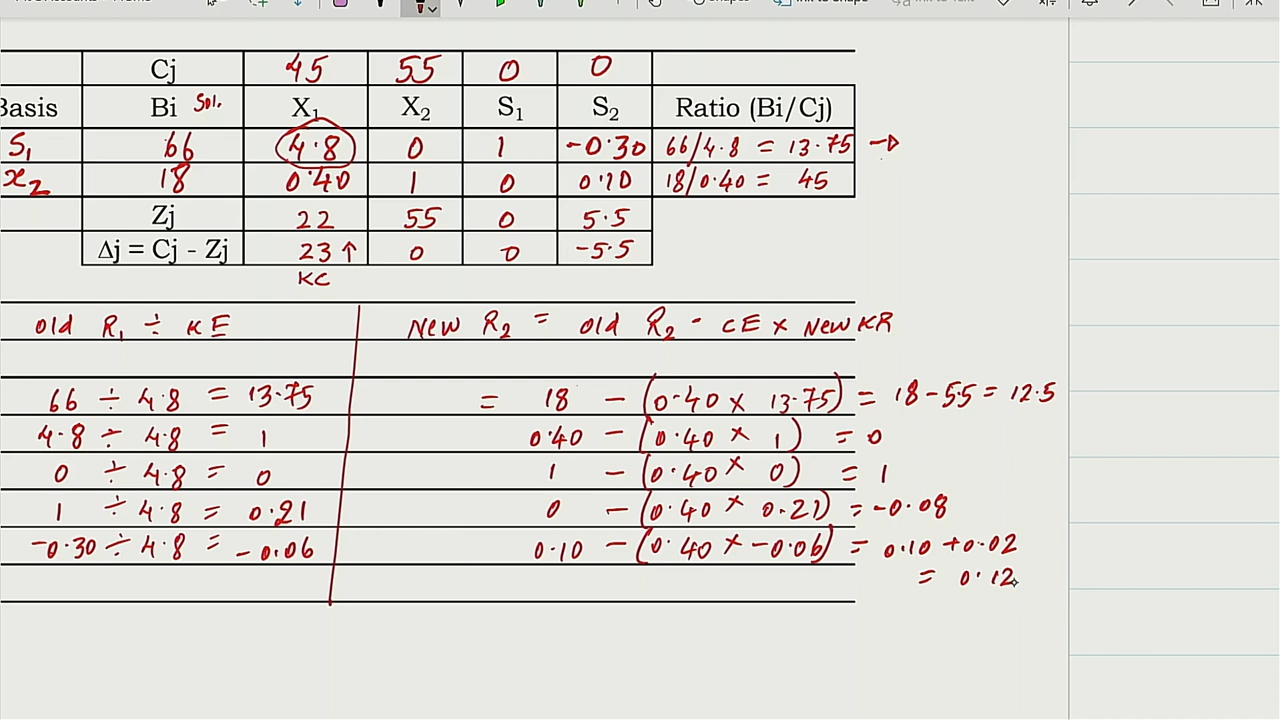 Cj 45 55 0 0
Basis Bi Sol. X1 X2 S1 S2 Ratio (Bi/Cj)
S1 66 4.8 0 1 -0.30 66/4.8 = 13.75 →
x2 18 0.40 1 0 0.10 18/0.40 = 45
Zj 22 55 0 5.5
Δj = Cj - Zj 23 ↑ 0 0 -5.5
KC
old R1 ÷ KE New R2 = old R2 - CE × New KR
66 ÷ 4.8 = 13.75 = 18 - (0.40 × 13.75) = 18 - 5.5 = 12.5
4.8 ÷ 4.8 = 1 0.40 - (0.40 × 1) = 0
0 ÷ 4.8 = 0 1 - (0.40 × 0) = 1
1 ÷ 4.8 = 0.21 0 - (0.40 × 0.21) = -0.08
-0.30 ÷ 4.8 = -0.06 0.10 - (0.40 × -0.06) = 0.10 + 0.02
= 0.12